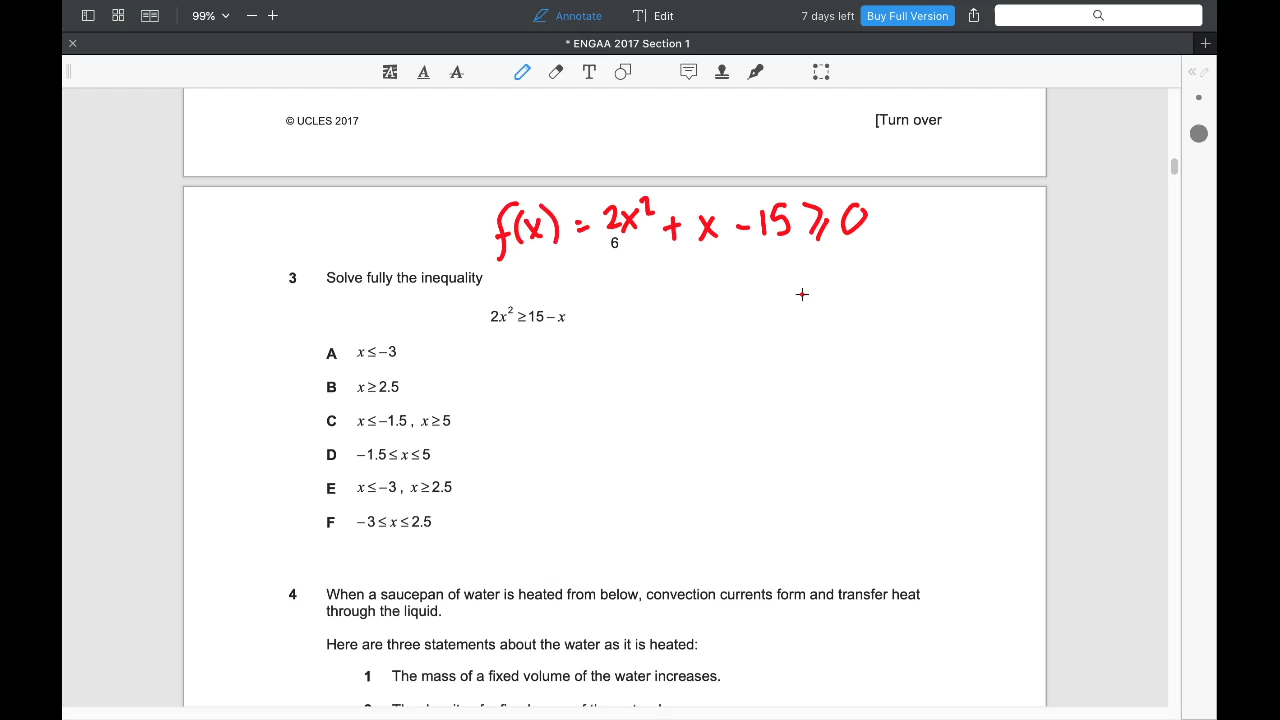 99%
Annotate
T Edit
7 days left
Buy Full Version
* ENGAA 2017 Section 1
© UCLES 2017
[Turn over
f(x) = 2x² + x - 15 ⩾ 0
6
3 Solve fully the inequality
2x² ≥ 15 − x
A x ≤ −3
B x ≥ 2.5
C x ≤ −1.5 , x ≥ 5
D −1.5 ≤ x ≤ 5
E x ≤ −3 , x ≥ 2.5
F −3 ≤ x ≤ 2.5
4 When a saucepan of water is heated from below, convection currents form and transfer heat
through the liquid.
Here are three statements about the water as it is heated:
1 The mass of a fixed volume of the water increases.